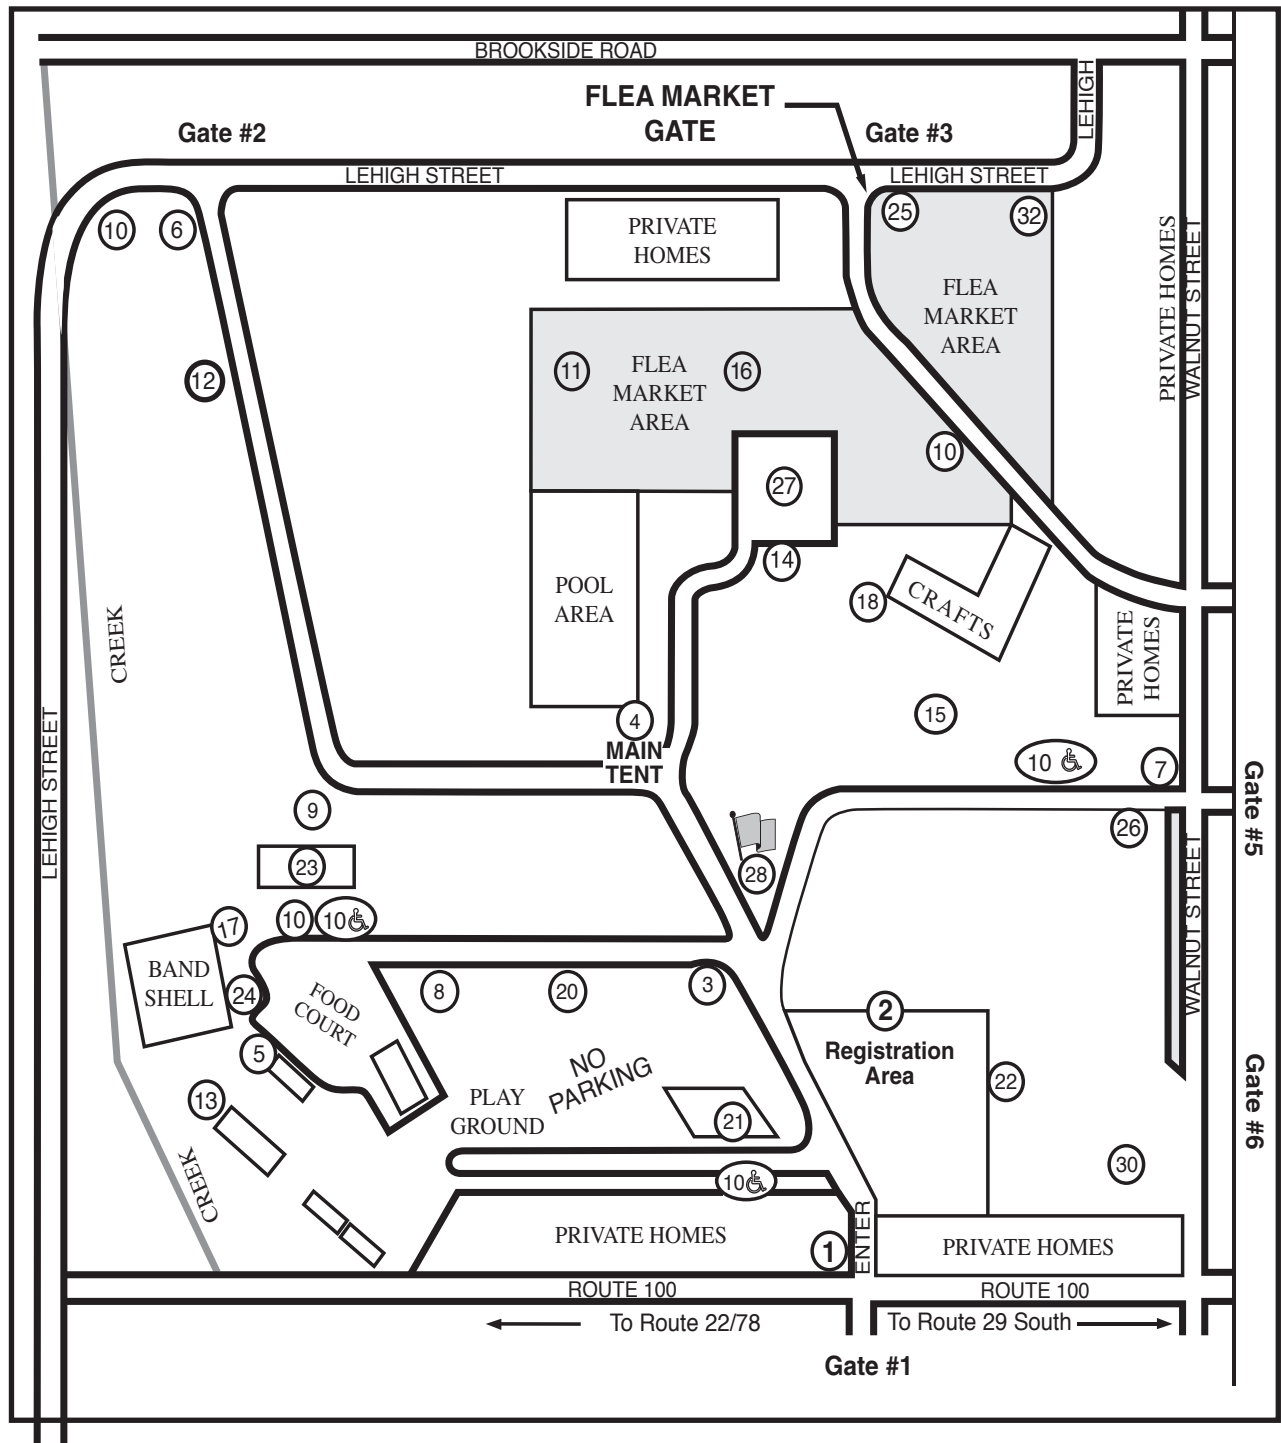 BROOKSIDE ROAD
LEHIGH
FLEA MARKET
GATE
Gate #2
Gate #3
LEHIGH STREET
LEHIGH STREET
10
6
PRIVATE
HOMES
25
32
FLEA
MARKET
AREA
PRIVATE HOMES
WALNUT STREET
12
11
FLEA
MARKET
AREA
16
10
27
14
POOL
AREA
18
CRAFTS
PRIVATE
HOMES
CREEK
4
15
MAIN
TENT
10
7
LEHIGH STREET
9
28
26
Gate #5
WALNUT STREET
23
10
10
17
BAND
SHELL
24
FOOD
COURT
8
20
3
2
Registration
Area
22
5
NO
PARKING
PLAY
GROUND
21
13
Gate #6
30
CREEK
10
PRIVATE HOMES
1
ENTER
PRIVATE HOMES
ROUTE 100
ROUTE 100
To Route 22/78
To Route 29 South
Gate #1